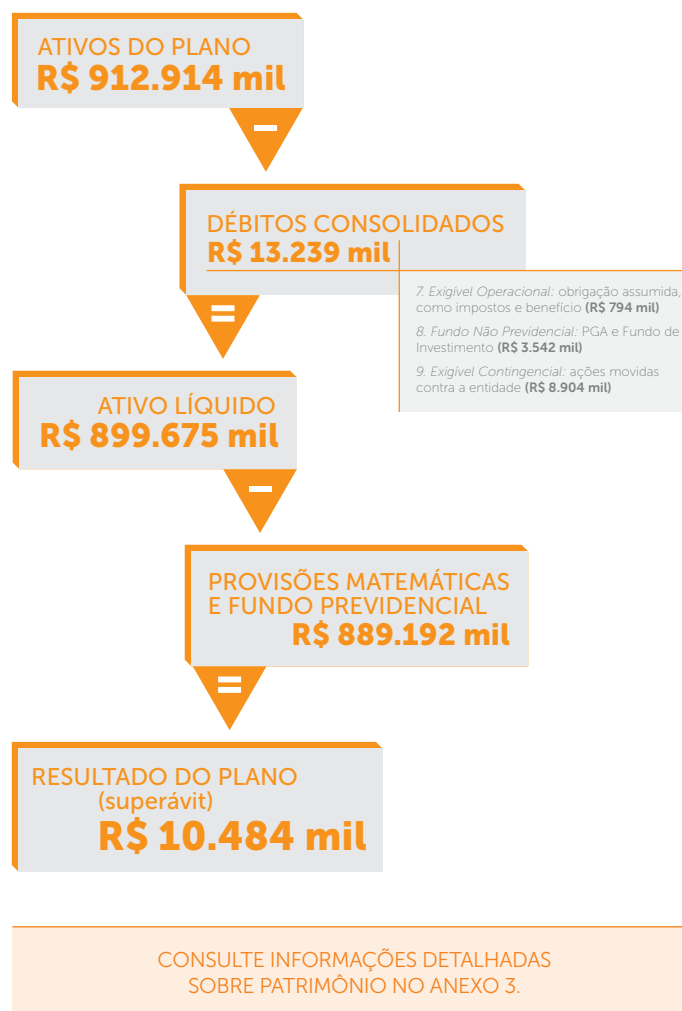 ATIVOS DO PLANO
R$ 912.914 mil
–
DÉBITOS CONSOLIDADOS
R$ 13.239 mil
7. Exigível Operacional: obrigação assumida,
como impostos e benefício (R$ 794 mil)
8. Fundo Não Previdencial: PGA e Fundo de
Investimento (R$ 3.542 mil)
9. Exigível Contingencial: ações movidas
contra a entidade (R$ 8.904 mil)
=
ATIVO LÍQUIDO
R$ 899.675 mil
–
PROVISÕES MATEMÁTICAS
E FUNDO PREVIDENCIAL
R$ 889.192 mil
=
RESULTADO DO PLANO
(superávit)
R$ 10.484 mil
CONSULTE INFORMAÇÕES DETALHADAS
SOBRE PATRIMÔNIO NO ANEXO 3.